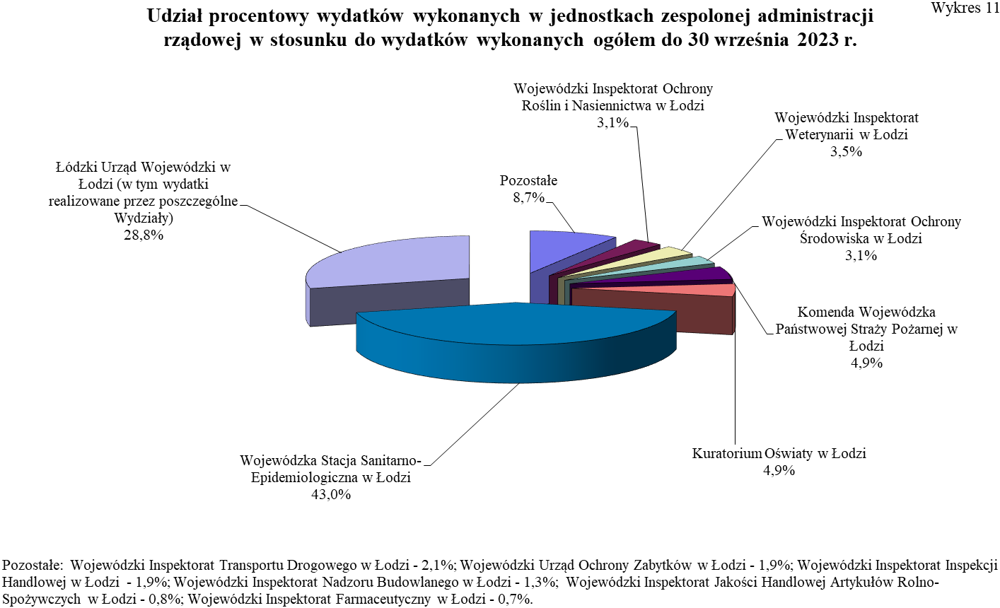 Wykres 11
Udział procentowy wydatków wykonanych w jednostkach zespolonej administracji
rządowej w stosunku do wydatków wykonanych ogółem do 30 września 2023 r.
Wojewódzki Inspektorat Ochrony
Roślin i Nasiennictwa w Łodzi
3,1%
Wojewódzki Inspektorat
Weterynarii w Łodzi
3,5%
Łódzki Urząd Wojewódzki w
Łodzi (w tym wydatki
realizowane przez poszczególne
Wydziały)
28,8%
Pozostałe
8,7%
Wojewódzki Inspektorat Ochrony
Środowiska w Łodzi
3,1%
Komenda Wojewódzka
Państwowej Straży Pożarnej w
Łodzi
4,9%
Kuratorium Oświaty w Łodzi
4,9%
Wojewódzka Stacja Sanitarno-
Epidemiologiczna w Łodzi
43,0%
Pozostałe: Wojewódzki Inspektorat Transportu Drogowego w Łodzi - 2,1%; Wojewódzki Urząd Ochrony Zabytków w Łodzi - 1,9%; Wojewódzki Inspektorat Inspekcji
Handlowej w Łodzi - 1,9%; Wojewódzki Inspektorat Nadzoru Budowlanego w Łodzi - 1,3%; Wojewódzki Inspektorat Jakości Handlowej Artykułów Rolno-
Spożywczych w Łodzi - 0,8%; Wojewódzki Inspektorat Farmaceutyczny w Łodzi - 0,7%.